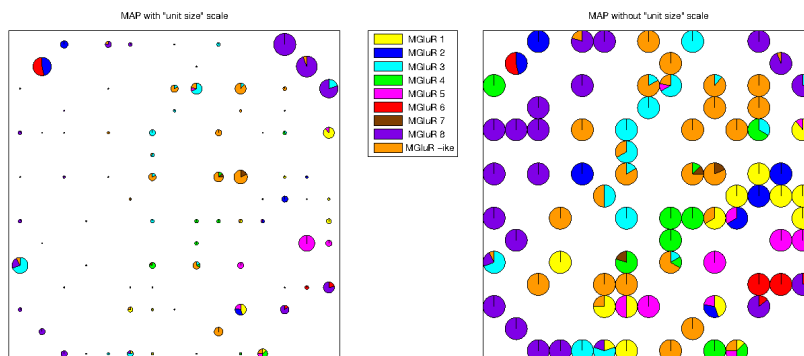 MAP with "unit size" scale
MAP without "unit size" scale
MGluR 1
MGluR 2
MGluR 3
MGluR 4
MGluR 5
MGluR 6
MGluR 7
MGluR 8
MGluR −like